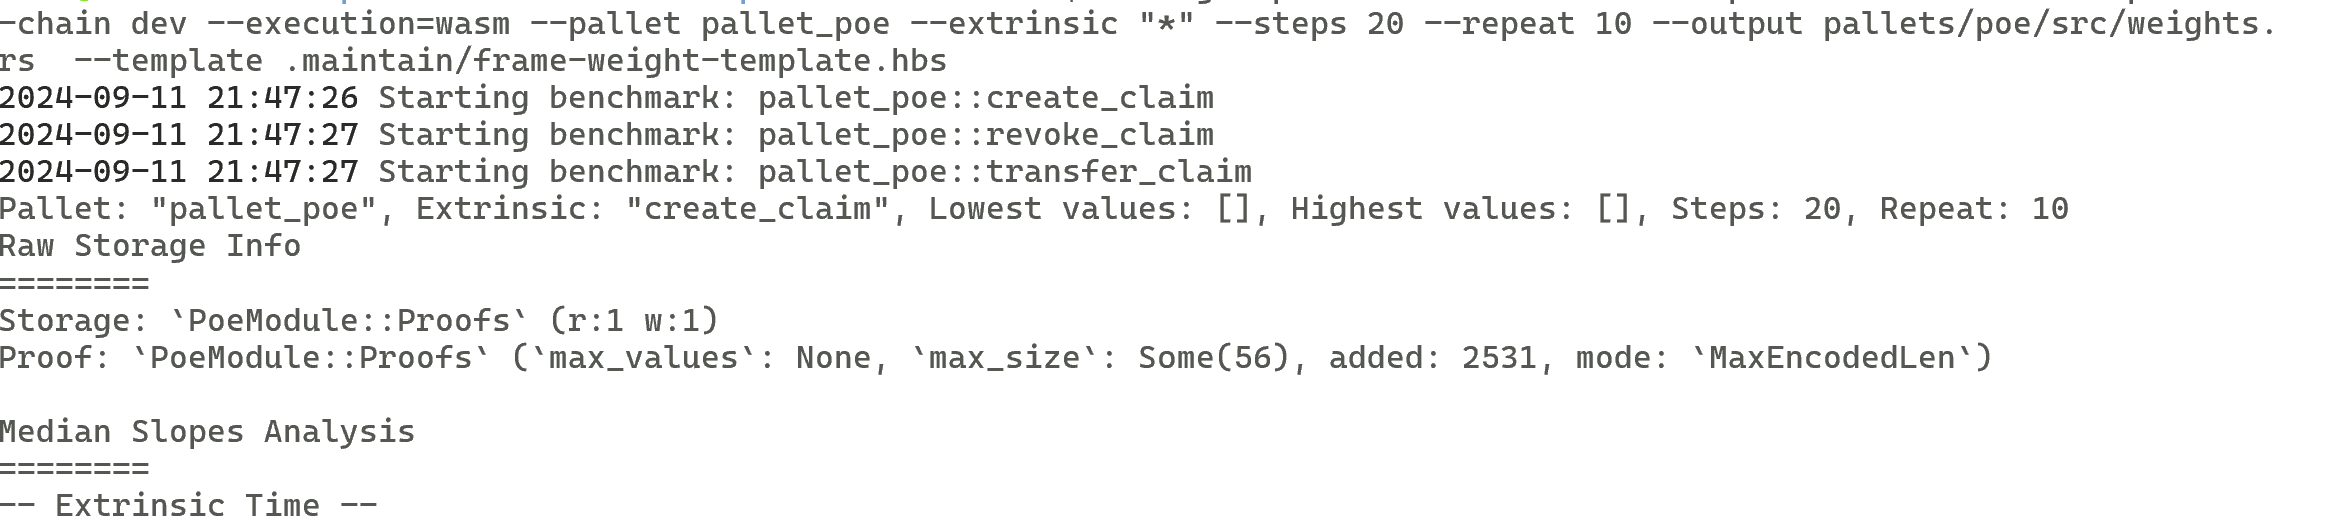 -chain dev --execution=wasm --pallet pallet_poe --extrinsic "*" --steps 20 --repeat 10 --output pallets/poe/src/weights.
rs  --template .maintain/frame-weight-template.hbs
2024-09-11 21:47:26 Starting benchmark: pallet_poe::create_claim
2024-09-11 21:47:27 Starting benchmark: pallet_poe::revoke_claim
2024-09-11 21:47:27 Starting benchmark: pallet_poe::transfer_claim
Pallet: "pallet_poe", Extrinsic: "create_claim", Lowest values: [], Highest values: [], Steps: 20, Repeat: 10
Raw Storage Info
========
Storage: `PoeModule::Proofs` (r:1 w:1)
Proof: `PoeModule::Proofs` (`max_values`: None, `max_size`: Some(56), added: 2531, mode: `MaxEncodedLen`)

Median Slopes Analysis
========
-- Extrinsic Time --